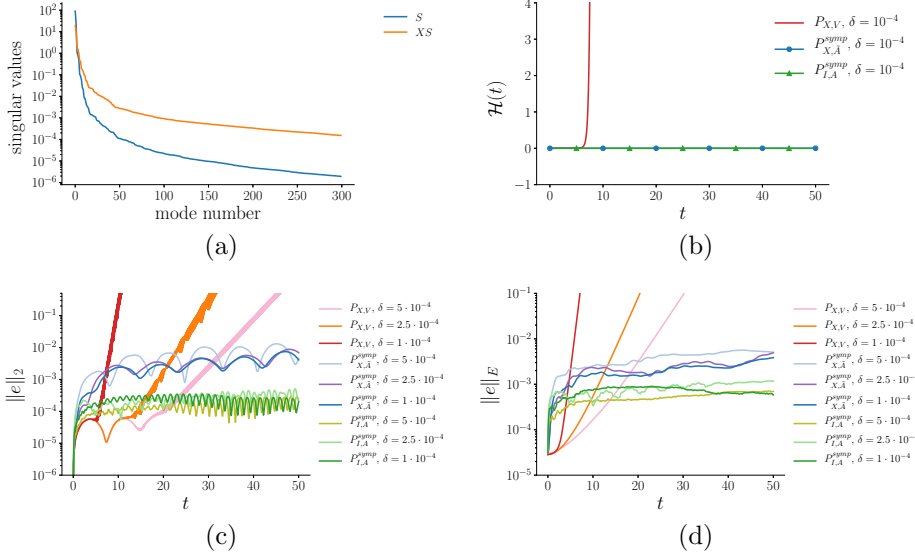 10²
10¹
10⁰
10⁻¹
10⁻²
10⁻³
10⁻⁴
10⁻⁵
10⁻⁶
singular values
0 50 100 150 200 250 300
mode number
S
XS
(a)
4
3
2
1
0
−1
ℋ(t)
0 10 20 30 40 50
t
P_{X,V}, δ = 10⁻⁴
P^{symp}_{X,Ā}, δ = 10⁻⁴
P^{symp}_{I,A}, δ = 10⁻⁴
(b)
10⁻¹
10⁻²
10⁻³
10⁻⁴
10⁻⁵
10⁻⁶
||e||₂
0 10 20 30 40 50
t
P_{X,V}, δ = 5 · 10⁻⁴
P_{X,V}, δ = 2.5 · 10⁻⁴
P_{X,V}, δ = 1 · 10⁻⁴
P^{symp}_{X,Ā}, δ = 5 · 10⁻⁴
P^{symp}_{X,Ā}, δ = 2.5 · 10⁻⁴
P^{symp}_{X,Ā}, δ = 1 · 10⁻⁴
P^{symp}_{I,A}, δ = 5 · 10⁻⁴
P^{symp}_{I,A}, δ = 2.5 · 10⁻⁴
P^{symp}_{I,A}, δ = 1 · 10⁻⁴
(c)
10⁻¹
10⁻²
10⁻³
10⁻⁴
10⁻⁵
||e||_E
0 10 20 30 40 50
t
P_{X,V}, δ = 5 · 10⁻⁴
P_{X,V}, δ = 2.5 · 10⁻⁴
P_{X,V}, δ = 1 · 10⁻⁴
P^{symp}_{X,Ā}, δ = 5 · 10⁻⁴
P^{symp}_{X,Ā}, δ = 2.5 · 10⁻
P^{symp}_{X,Ā}, δ = 1 · 10⁻⁴
P^{symp}_{I,A}, δ = 5 · 10⁻⁴
P^{symp}_{I,A}, δ = 2.5 · 10⁻
P^{symp}_{I,A}, δ = 1 · 10⁻⁴
(d)